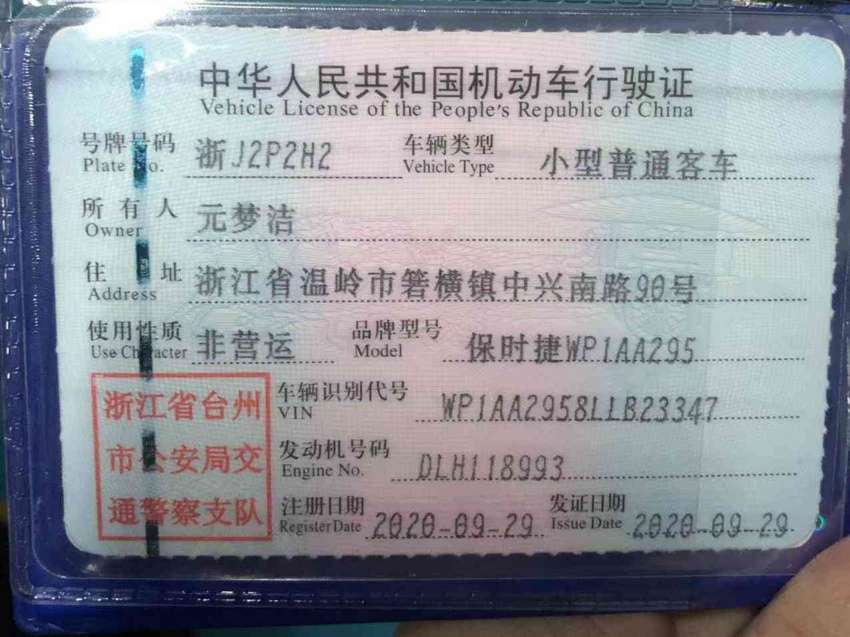 中华人民共和国机动车行驶证
Vehicle License of the People's Republic of China
号牌号码 浙J2P2H2 车辆类型 小型普通客车
Plate No. Vehicle Type
所有人 元梦洁
Owner
住址 浙江省温岭市箬横镇中兴南路90号
Address
使用性质 非营运 品牌型号 保时捷WP1AA295
Use Character Model
浙江省台州
市公安局交
通警察支队
车辆识别代号 WP1AA2958LLB23347
VIN
发动机号码 DLH118993
Engine No.
注册日期 2020-09-29 发证日期 2020-09-29
Register Date Issue Date